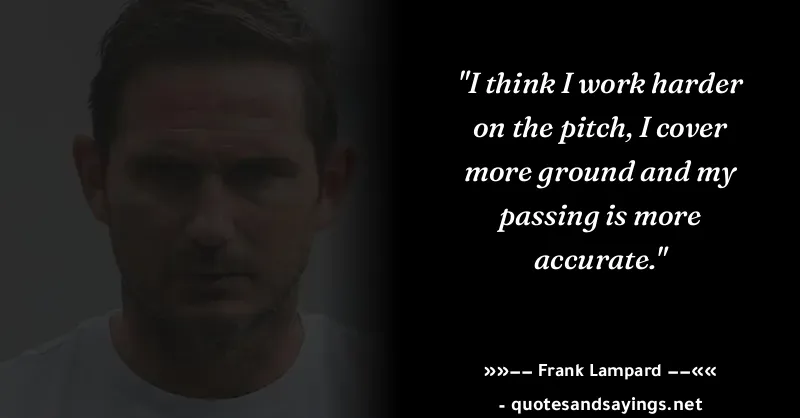 "I think I work harder
on the pitch, I cover
more ground and my
passing is more
accurate."
»»–– Frank Lampard ––««
- quotesandsayings.net